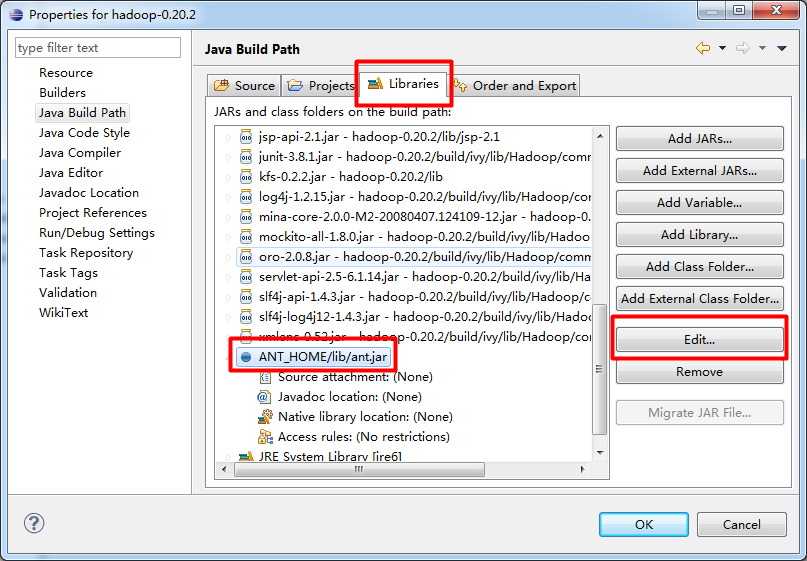 Properties for hadoop-0.20.2
type filter text
Resource
Builders
Java Build Path
Java Code Style
Java Compiler
Java Editor
Javadoc Location
Project References
Run/Debug Settings
Task Repository
Task Tags
Validation
WikiText
Java Build Path
Source
Projects
Libraries
Order and Export
JARs and class folders on the build path:
jsp-api-2.1.jar - hadoop-0.20.2/lib/jsp-2.1
junit-3.8.1.jar - hadoop-0.20.2/build/ivy/lib/Hadoop/comm
kfs-0.2.2.jar - hadoop-0.20.2/lib
log4j-1.2.15.jar - hadoop-0.20.2/build/ivy/lib/Hadoop/com
mina-core-2.0.0-M2-20080407.124109-12.jar - hadoop-0.20
mockito-all-1.8.0.jar - hadoop-0.20.2/build/ivy/lib/Hadoop
oro-2.0.8.jar - hadoop-0.20.2/build/ivy/lib/Hadoop/comm
servlet-api-2.5-6.1.14.jar - hadoop-0.20.2/build/ivy/lib/H
slf4j-api-1.4.3.jar - hadoop-0.20.2/build/ivy/lib/Hadoop/c
slf4j-log4j12-1.4.3.jar - hadoop-0.20.2/build/ivy/lib/Hado
xmlenc-0.52.jar - hadoop-0.20.2/build/ivy/lib/Hadoop/com
ANT_HOME/lib/ant.jar
Source attachment: (None)
Javadoc location: (None)
Native library location: (None)
Access rules: (No restrictions)
JRE System Library [jre6]
Add JARs...
Add External JARs...
Add Variable...
Add Library...
Add Class Folder...
Add External Class Folder...
Edit...
Remove
Migrate JAR File...
OK
Cancel